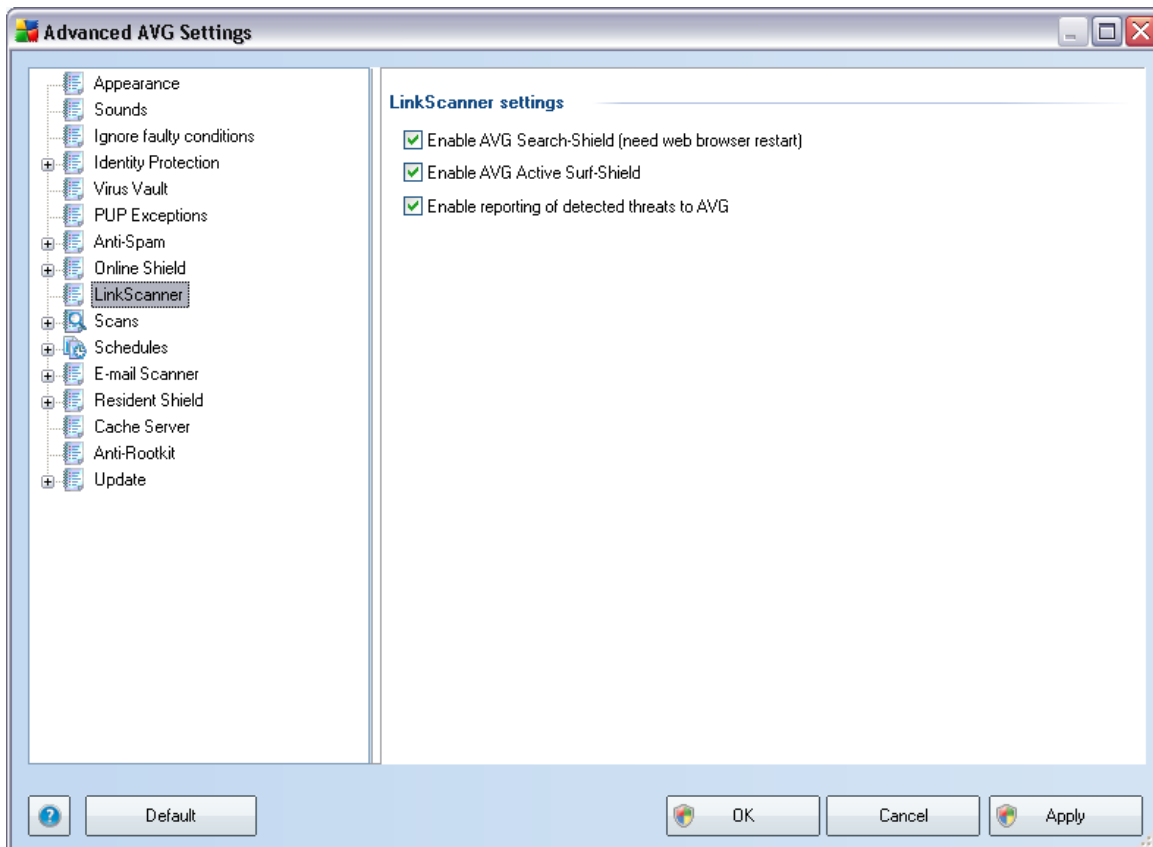 Advanced AVG Settings
Appearance
Sounds
Ignore faulty conditions
Identity Protection
Virus Vault
PUP Exceptions
Anti-Spam
Online Shield
LinkScanner
Scans
Schedules
E-mail Scanner
Resident Shield
Cache Server
Anti-Rootkit
Update
LinkScanner settings
Enable AVG Search-Shield (need web browser restart)
Enable AVG Active Surf-Shield
Enable reporting of detected threats to AVG
? Default OK Cancel Apply